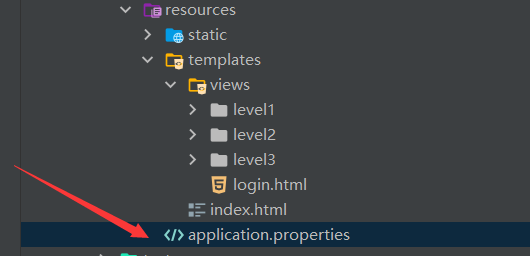 resources
static
templates
views
level1
level2
level3
login.html
index.html
application.properties